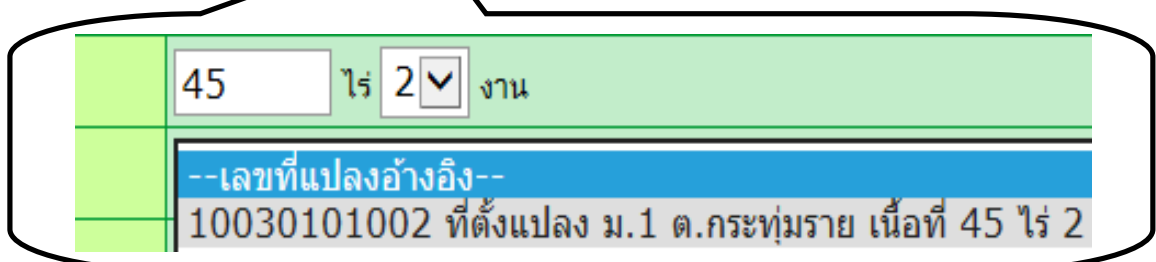 45 ไร่ 2 งาน
--เลขที่แปลงอ้างอิง--
10030101002 ที่ตั้งแปลง ม.1 ต.กระทุ่มราย เนื้อที่ 45 ไร่ 2